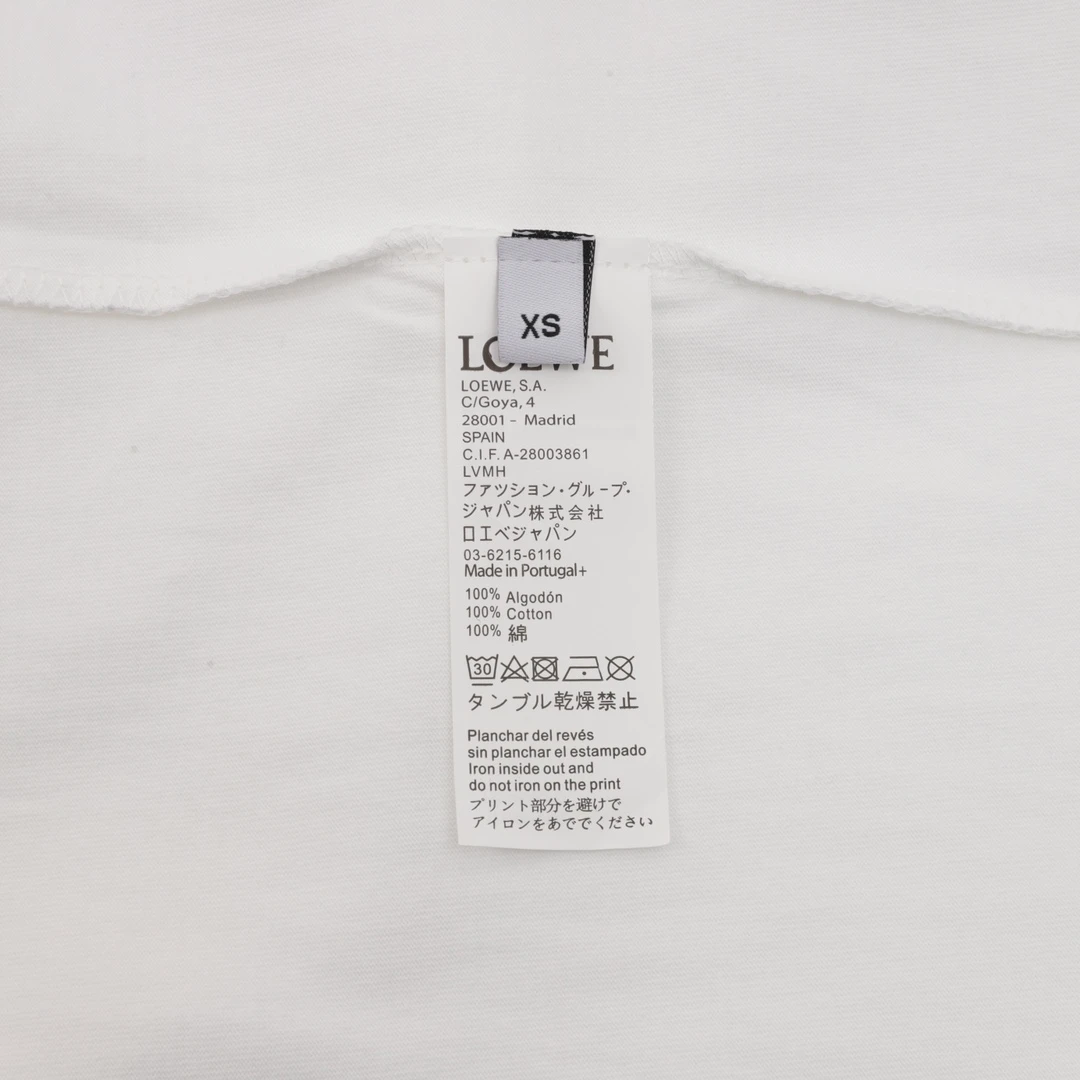 XS
LOEWE
LOEWE, S.A.
C/Goya, 4
28001 - Madrid
SPAIN
C.I.F. A-28003861
LVMH
ファツション・グループ・
ジャパン株式会社
ロエベジャパン
03-6215-6116
Made in Portugal+
100% Algodón
100% Cotton
100% 綿
30
タンブル乾燥禁止
Planchar del revés
sin planchar el estampado
Iron inside out and
do not iron on the print
プリント部分を避けで
アイロンをあででください